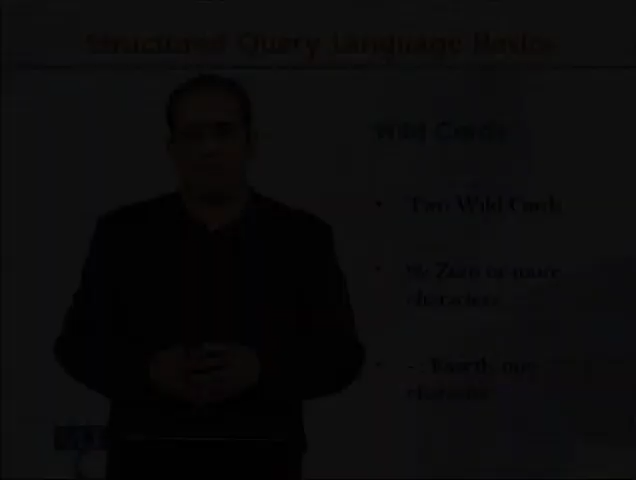 Structured Query Language Basics
Wild Cards
• Two Wild Cards
• %: Zero or more
characters
• - : Exactly one
character